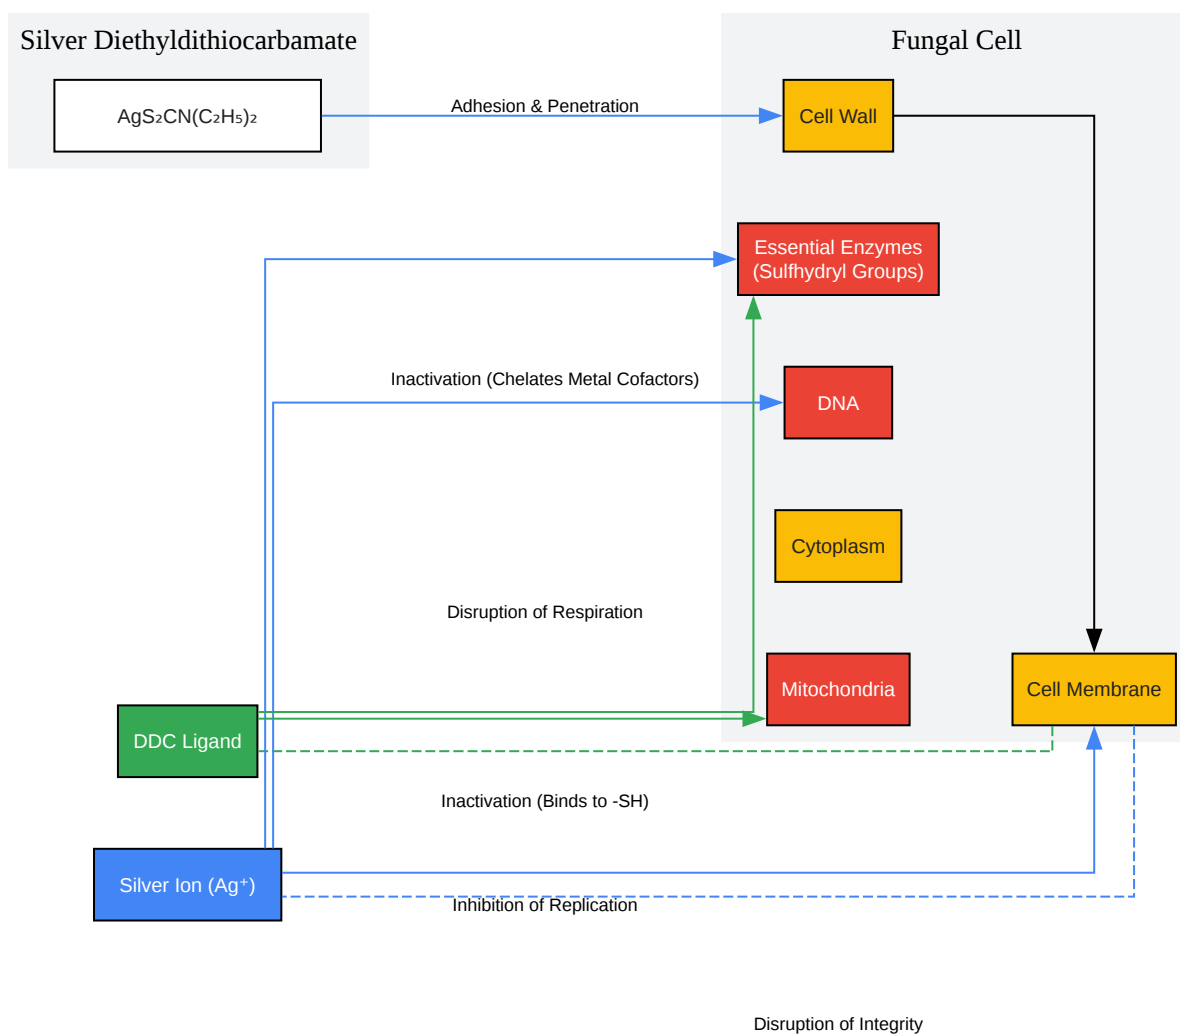 Silver Diethyldithiocarbamate
Fungal Cell
AgS₂CN(C₂H₅)₂
Adhesion & Penetration
Cell Wall
Essential Enzymes
(Sulfhydryl Groups)
Inactivation (Chelates Metal Cofactors)
DNA
Cytoplasm
Disruption of Respiration
Mitochondria
Cell Membrane
DDC Ligand
Inactivation (Binds to -SH)
Silver Ion (Ag⁺)
Inhibition of Replication
Disruption of Integrity